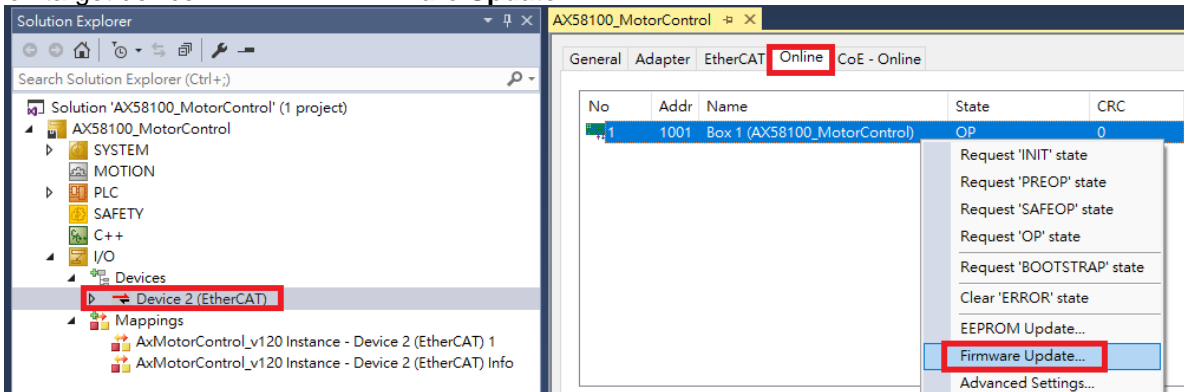 Solution Explorer
Search Solution Explorer (Ctrl+;)
Solution 'AX58100_MotorControl' (1 project)
AX58100_MotorControl
SYSTEM
MOTION
PLC
SAFETY
C++
I/O
Devices
Device 2 (EtherCAT)
Mappings
AxMotorControl_v120 Instance - Device 2 (EtherCAT) 1
AxMotorControl_v120 Instance - Device 2 (EtherCAT) Info
AX58100_MotorControl
General Adapter EtherCAT Online CoE - Online
No Addr Name State CRC
1 1001 Box 1 (AX58100_MotorControl) OP 0
Request 'INIT' state
Request 'PREOP' state
Request 'SAFEOP' state
Request 'OP' state
Request 'BOOTSTRAP' state
Clear 'ERROR' state
EEPROM Update...
Firmware Update...
Advanced Settings...